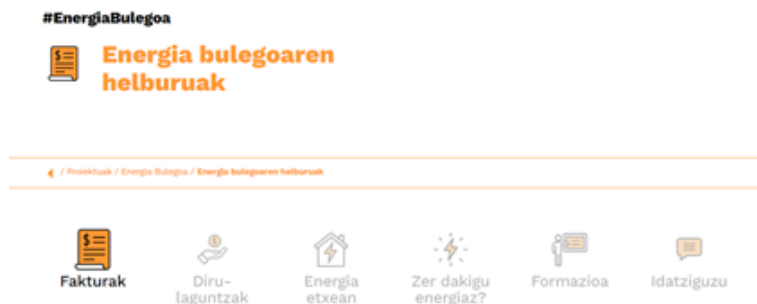 #EnergiaBulegoa
Energia bulegoaren
helburuak
/ Proiektuak / Energia Bulegoa / Energia bulegoaren helburuak
Fakturak
Diru-
laguntzak
Energia
etxean
Zer dakigu
energiaz?
Formazioa
Idatziguzu